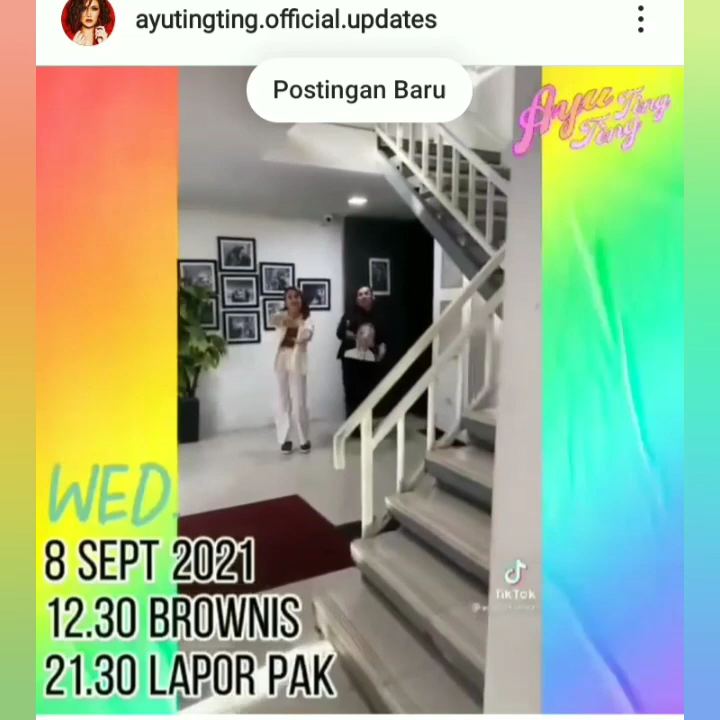 ayutingting.official.updates
Postingan Baru
Ayu Ting Ting
WED.
8 SEPT 2021
12.30 BROWNIS
21.30 LAPOR PAK
TikTok